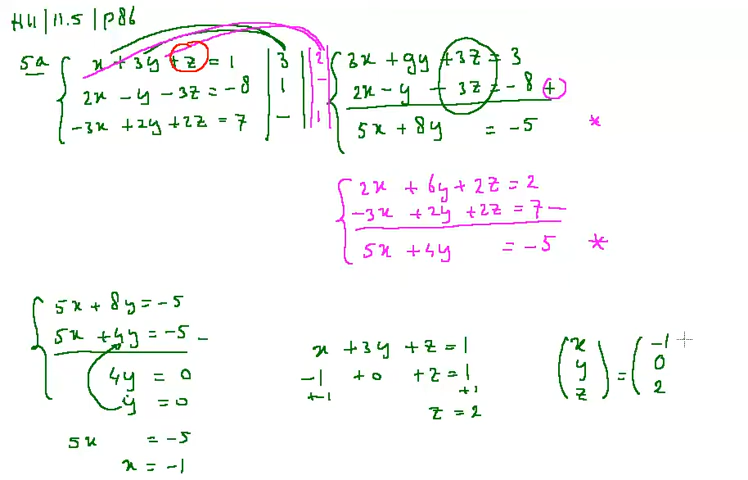 H4 | 11.5 | p86
5a
x + 3y + z = 1 | 3 | 2
2x - y - 3z = -8 | 1 | -
-3x + 2y + 2z = 7 | - | 1
3x + 9y + 3z = 3
2x - y - 3z = -8 +
5x + 8y = -5 *
2x + 6y + 2z = 2
-3x + 2y + 2z = 7 -
5x + 4y = -5 *
5x + 8y = -5
5x + 4y = -5 -
4y = 0
y = 0
5x = -5
x = -1
x + 3y + z = 1
-1 + 0 + z = 1
+1 +1
z = 2
( x ) = ( -1
y 0
z 2